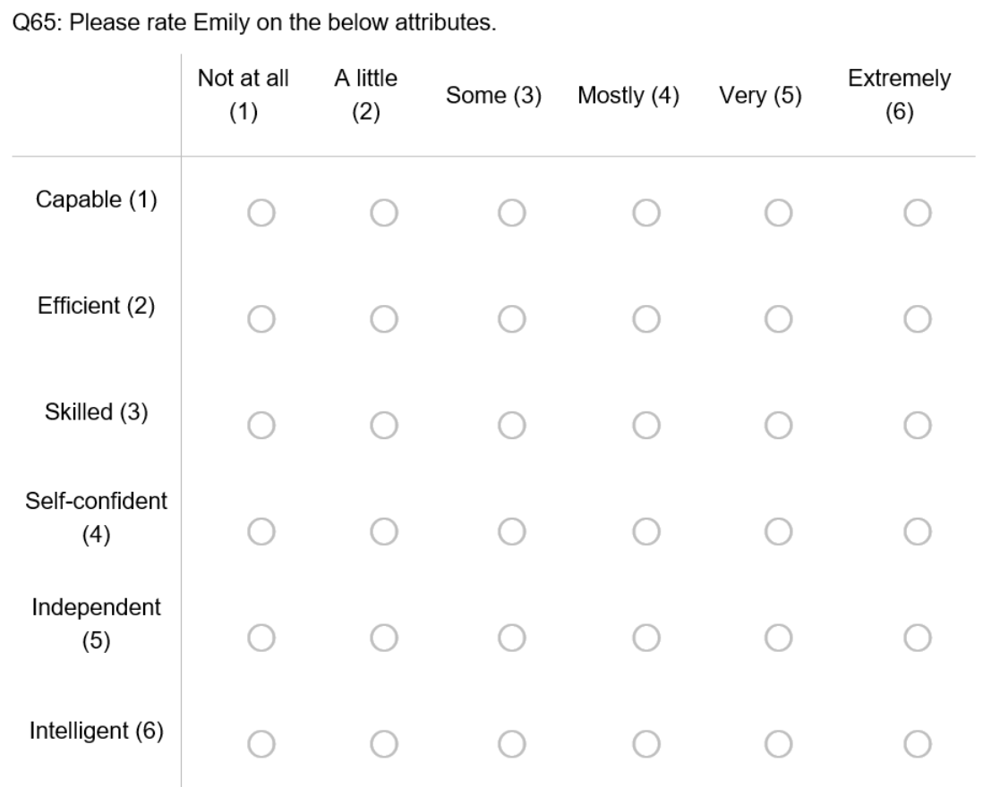 Q65: Please rate Emily on the below attributes.
Not at all (1)
A little (2)
Some (3)
Mostly (4)
Very (5)
Extremely (6)
Capable (1)
Efficient (2)
Skilled (3)
Self-confident
(4)
Independent
(5)
Intelligent (6)